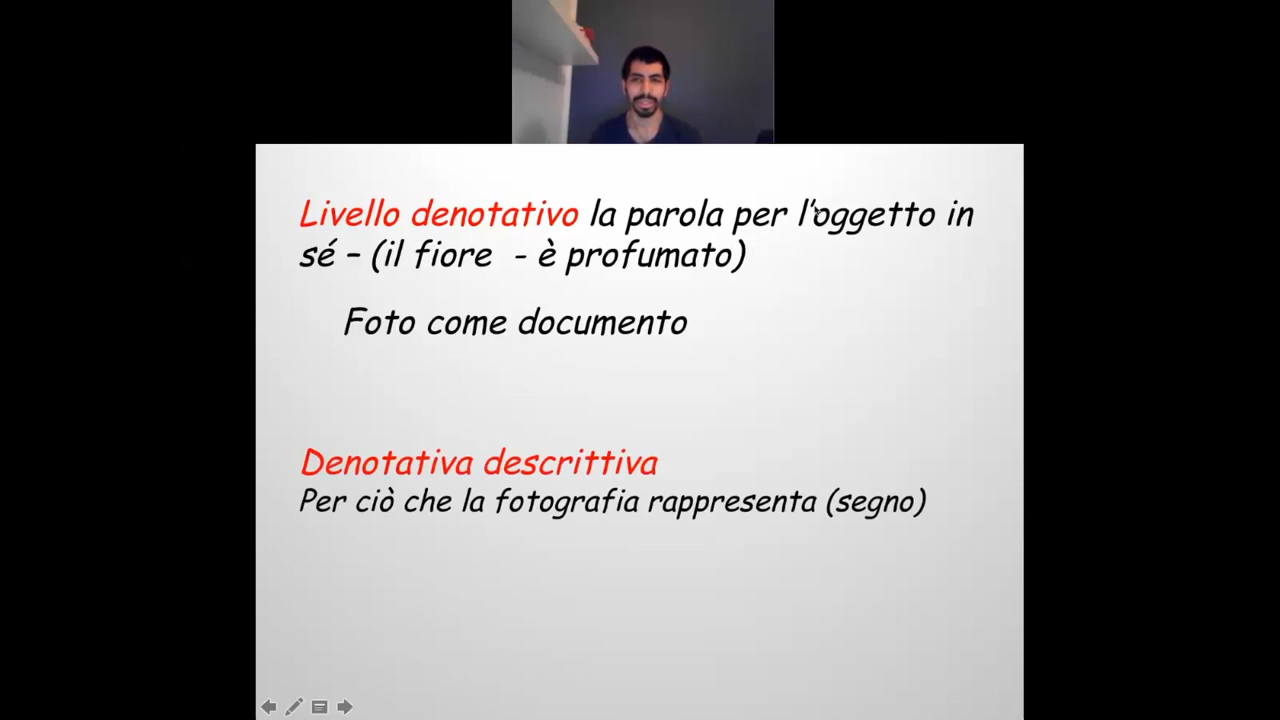 Livello denotativo la parola per l'oggetto in
sé – (il fiore - è profumato)
Foto come documento
Denotativa descrittiva
Per ciò che la fotografia rappresenta (segno)